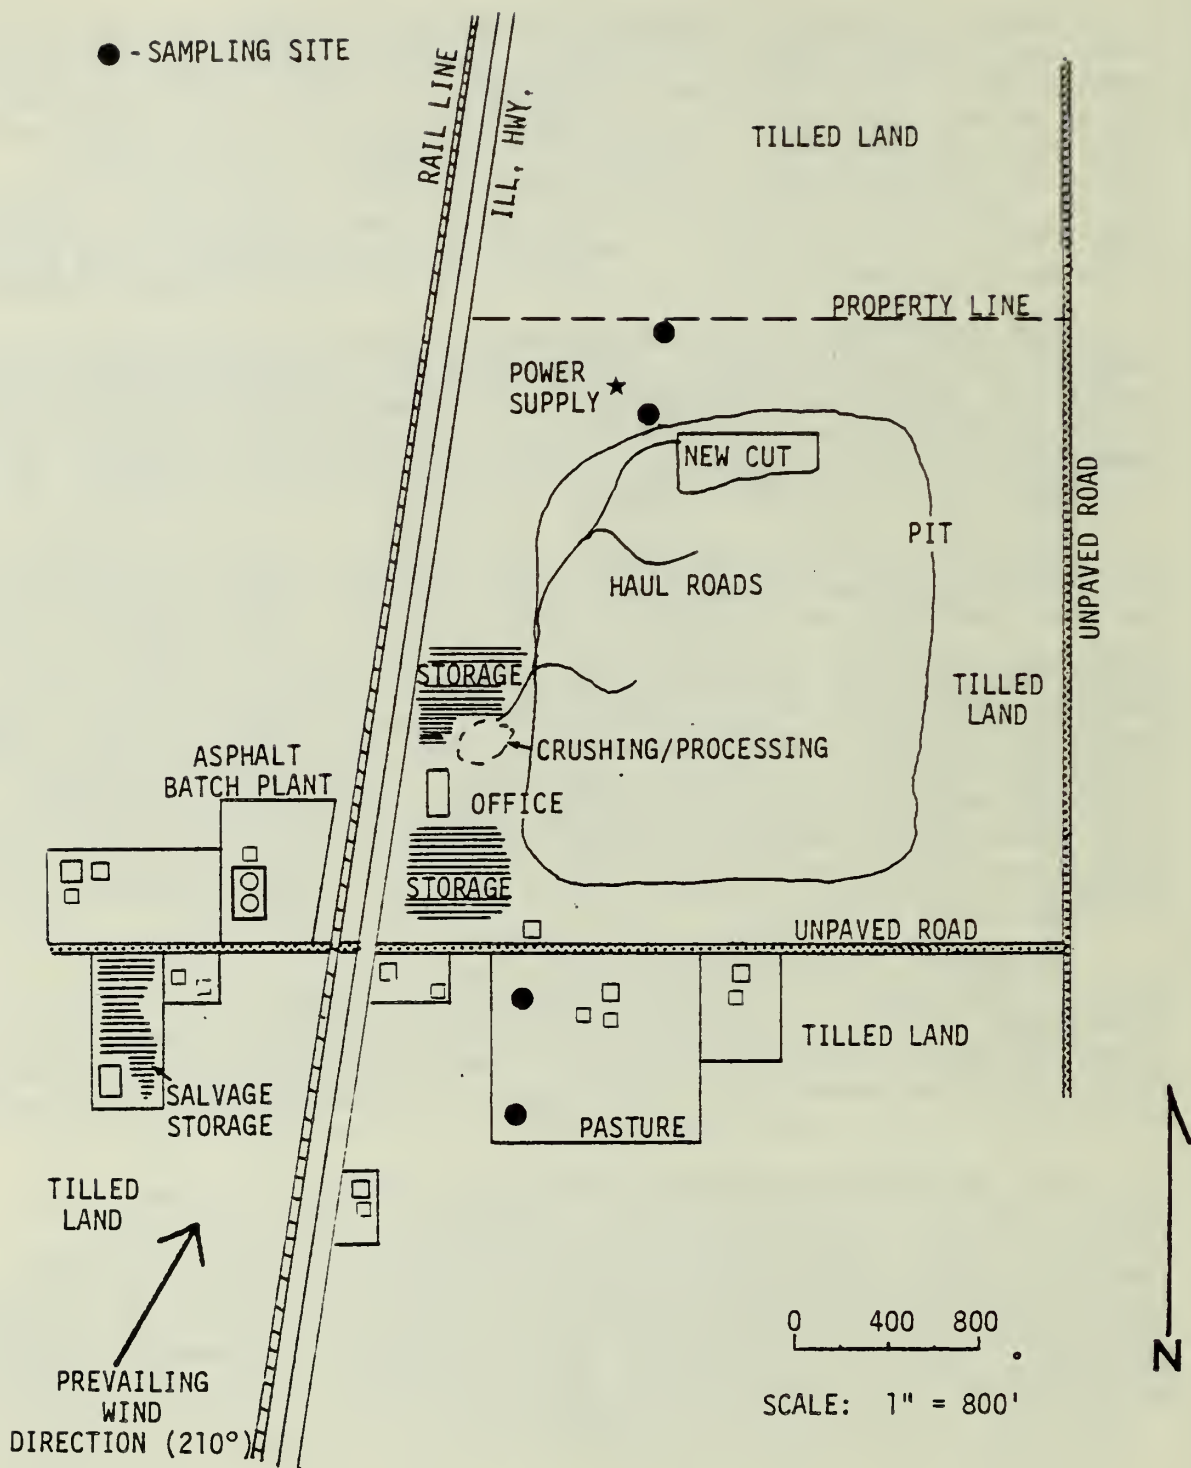 ● - SAMPLING SITE
RAIL LINE
ILL. HWY.
TILLED LAND
PROPERTY LINE
POWER
SUPPLY
NEW CUT
PIT
UNPAVED ROAD
HAUL ROADS
STORAGE
TILLED
LAND
CRUSHING/PROCESSING
ASPHALT
BATCH PLANT
OFFICE
STORAGE
UNPAVED ROAD
TILLED LAND
SALVAGE
STORAGE
PASTURE
TILLED
LAND
0 400 800
SCALE: 1" = 800'
N
PREVAILING
WIND
DIRECTION (210°)